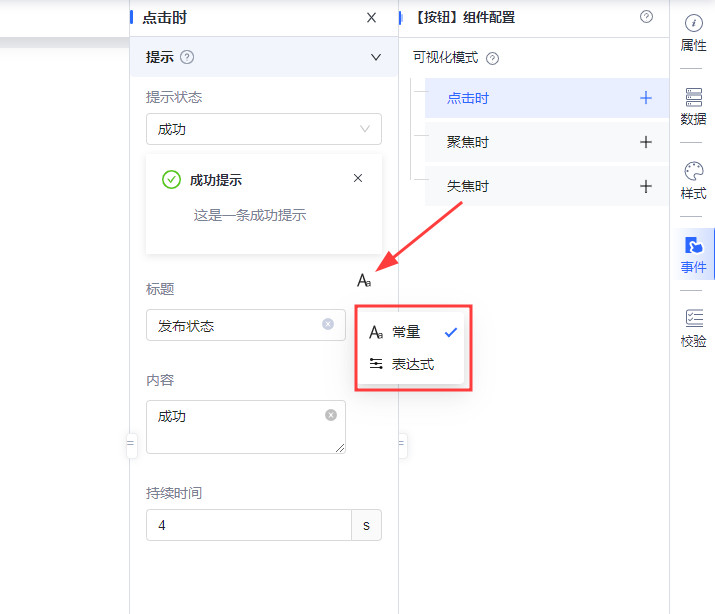 点击时
提示
提示状态
成功
成功提示
这是一条成功提示
标题
Aa
发布状态
Aa 常量
表达式
内容
成功
持续时间
4
s
【按钮】组件配置
可视化模式
点击时
聚焦时
失焦时
属性
数据
样式
事件
校验